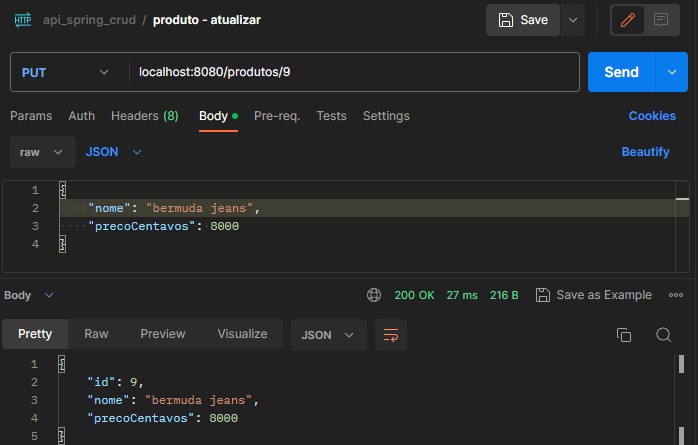 HTTP api_spring_crud / produto - atualizar Save
PUT localhost:8080/produtos/9 Send
Params Auth Headers (8) Body Pre-req. Tests Settings Cookies
raw JSON Beautify
1 {
2 "nome": "bermuda jeans",
3 "precoCentavos": 8000
4 }
Body 200 OK 27 ms 216 B Save as Example
Pretty Raw Preview Visualize JSON
1 {
2 "id": 9,
3 "nome": "bermuda jeans",
4 "precoCentavos": 8000
5 }